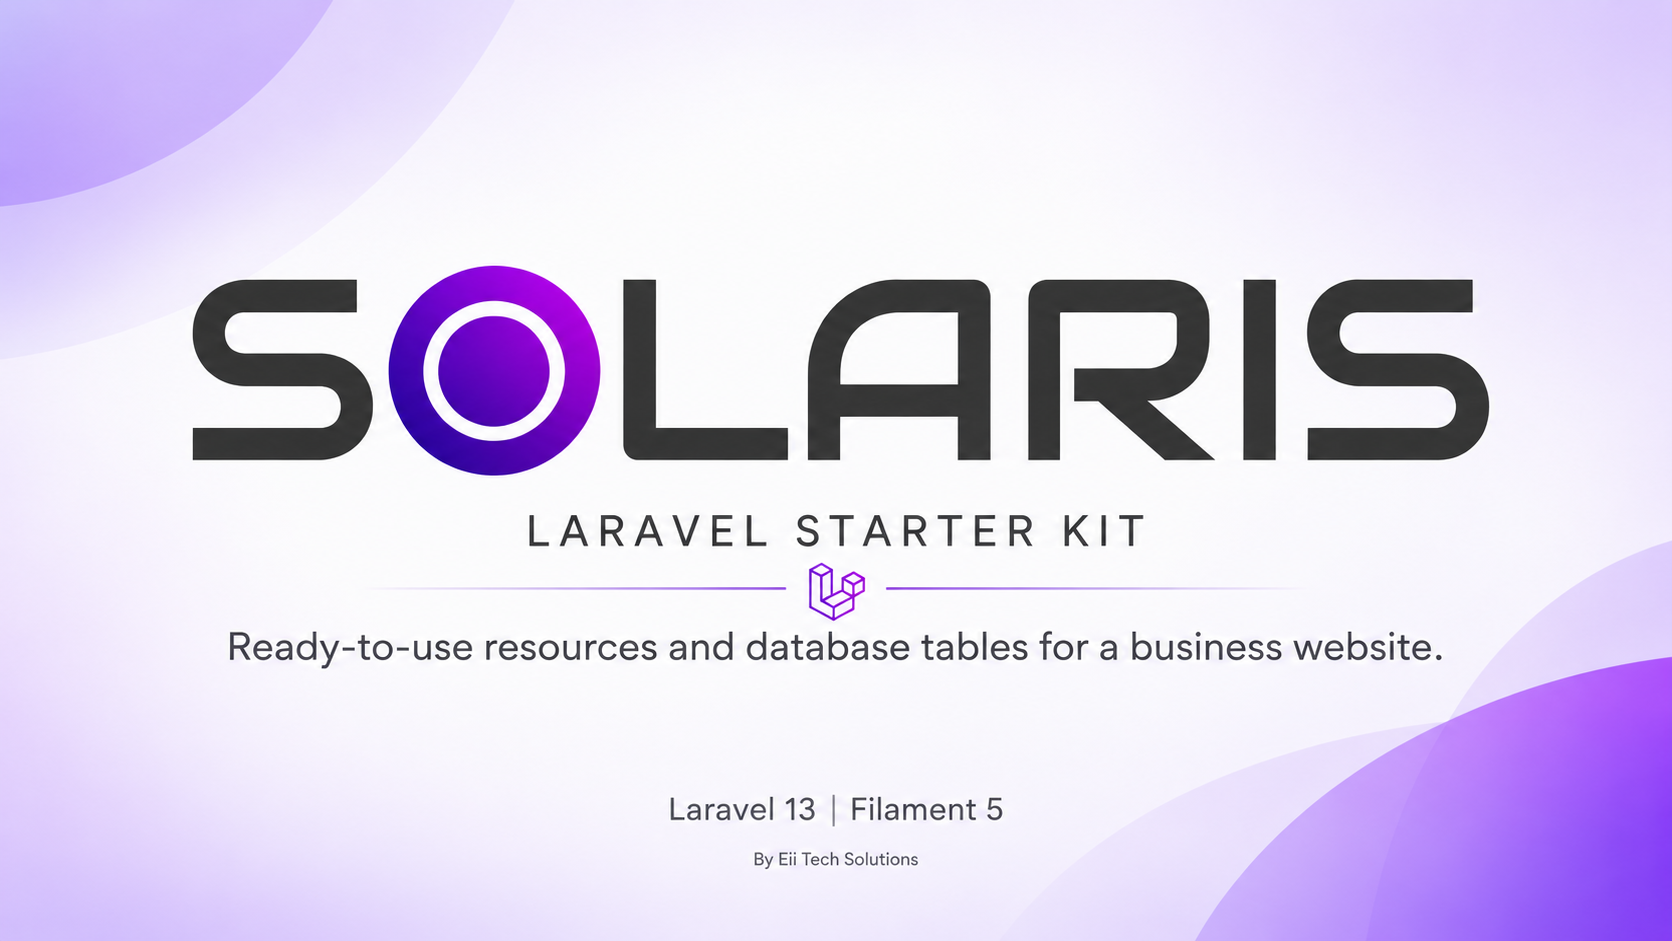 SOLARIS
LARAVEL STARTER KIT
Ready-to-use resources and database tables for a business website.
Laravel 13 | Filament 5
By Eii Tech Solutions